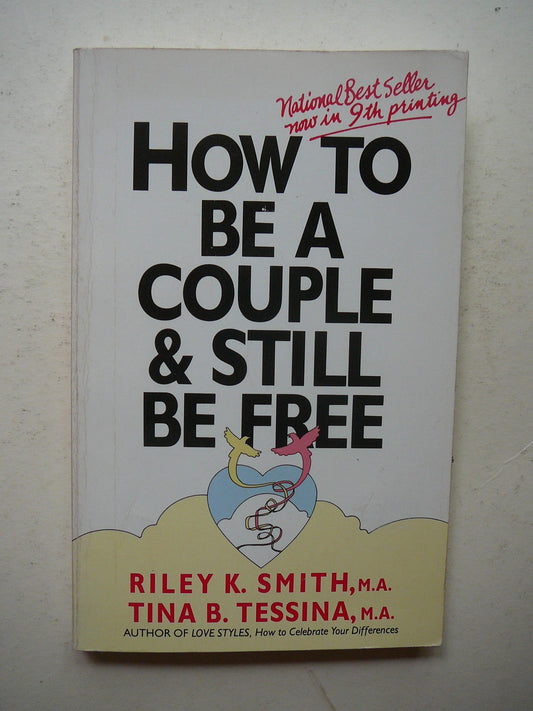 National Best Seller
now in 9th printing
HOW TO
BE A
COUPLE
& STILL
BE FREE
RILEY K. SMITH, M.A.
TINA B. TESSINA, M.A.
AUTHOR OF LOVE STYLES, How to Celebrate Your Differences